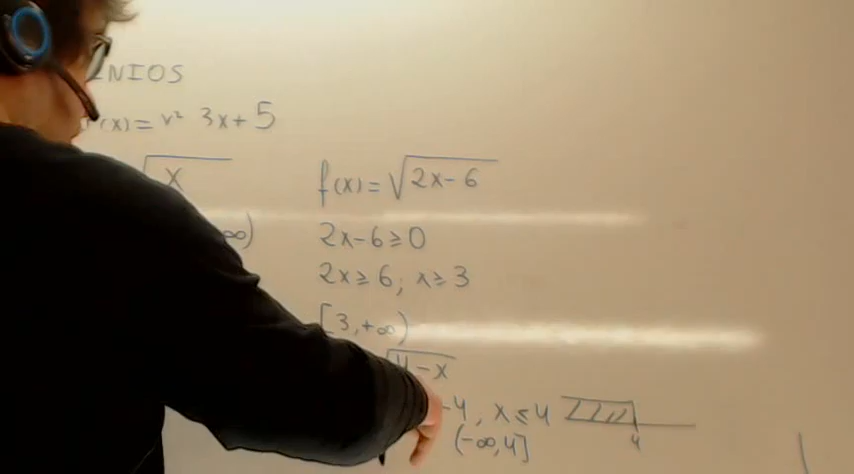 NIOS
(x)= x² 3x+5
√x
∞)
f(x)=√2x-6
2x-6≥0
2x≥6; x≥3
[3,+∞)
√4-x
-4, x≤4
4
(-∞,4]